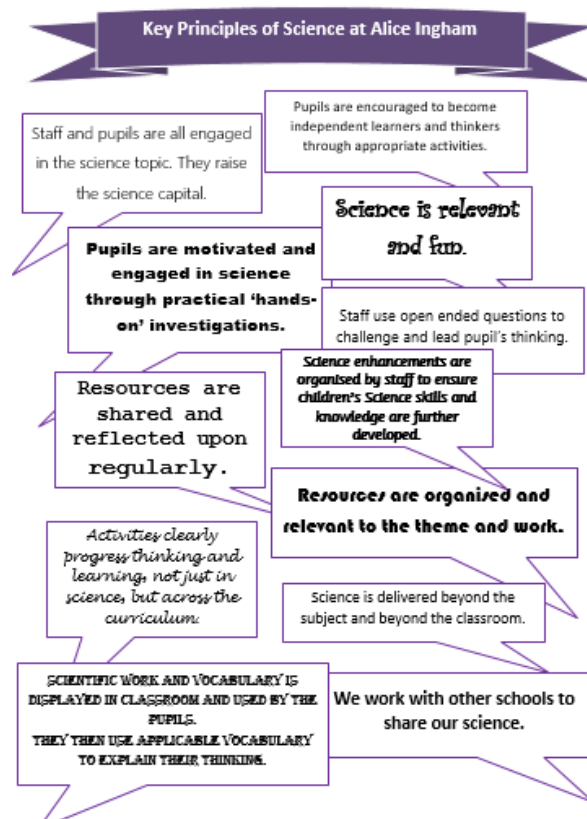 Key Principles of Science at Alice Ingham
Pupils are encouraged to become
independent learners and thinkers
through appropriate activities.
Staff and pupils are all engaged
in the science topic. They raise
the science capital.
Science is relevant
and fun.
Pupils are motivated and
engaged in science
through practical ‘hands-
on’ investigations.
Staff use open ended questions to
challenge and lead pupil’s thinking.
Science enhancements are
organised by staff to ensure
children’s Science skills and
knowledge are further
developed.
Resources are
shared and
reflected upon
regularly.
Resources are organised and
relevant to the theme and work.
Activities clearly
progress thinking and
learning, not just in
science, but across the
curriculum.
Science is delivered beyond the
subject and beyond the classroom.
SCIENTIFIC WORK AND VOCABULARY IS
DISPLAYED IN CLASSROOM AND USED BY THE
PUPILS.
THEY THEN USE APPLICABLE VOCABULARY
TO EXPLAIN THEIR THINKING.
We work with other schools to
share our science.